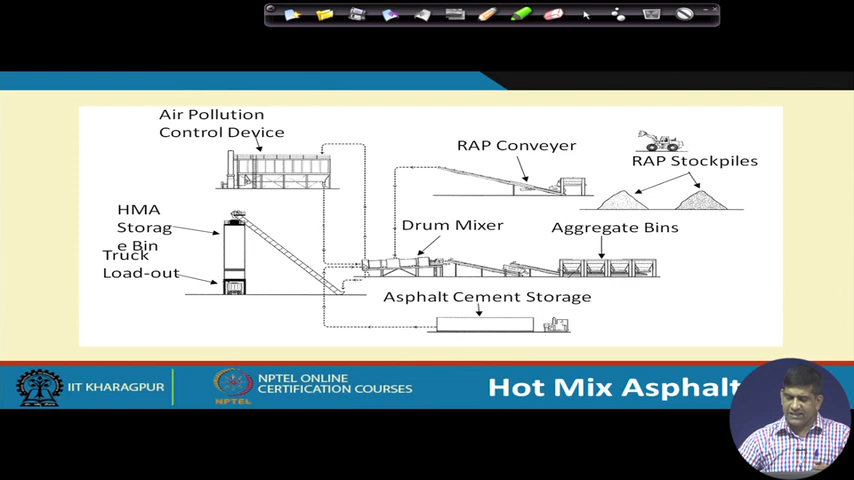 Air Pollution
Control Device
RAP Conveyer
RAP Stockpiles
HMA
Storag
e Bin
Truck
Load-out
Drum Mixer
Aggregate Bins
Asphalt Cement Storage
IIT KHARAGPUR
NPTEL
NPTEL ONLINE
CERTIFICATION COURSES
Hot Mix Asphalt